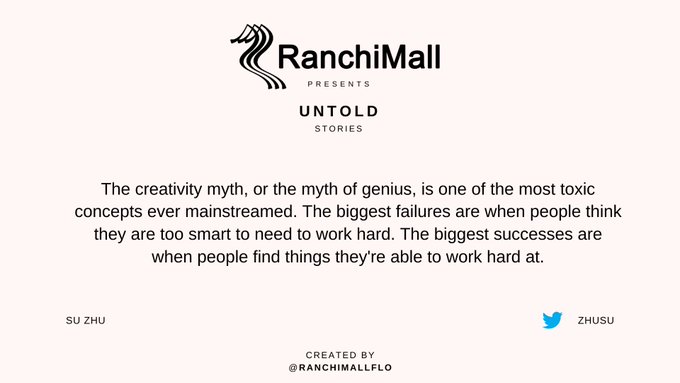 RanchiMall
PRESENTS
UNTOLD
STORIES
The creativity myth, or the myth of genius, is one of the most toxic
concepts ever mainstreamed. The biggest failures are when people think
they are too smart to need to work hard. The biggest successes are
when people find things they're able to work hard at.
SU ZHU
ZHUSU
CREATED BY
@RANCHIMALLFLO